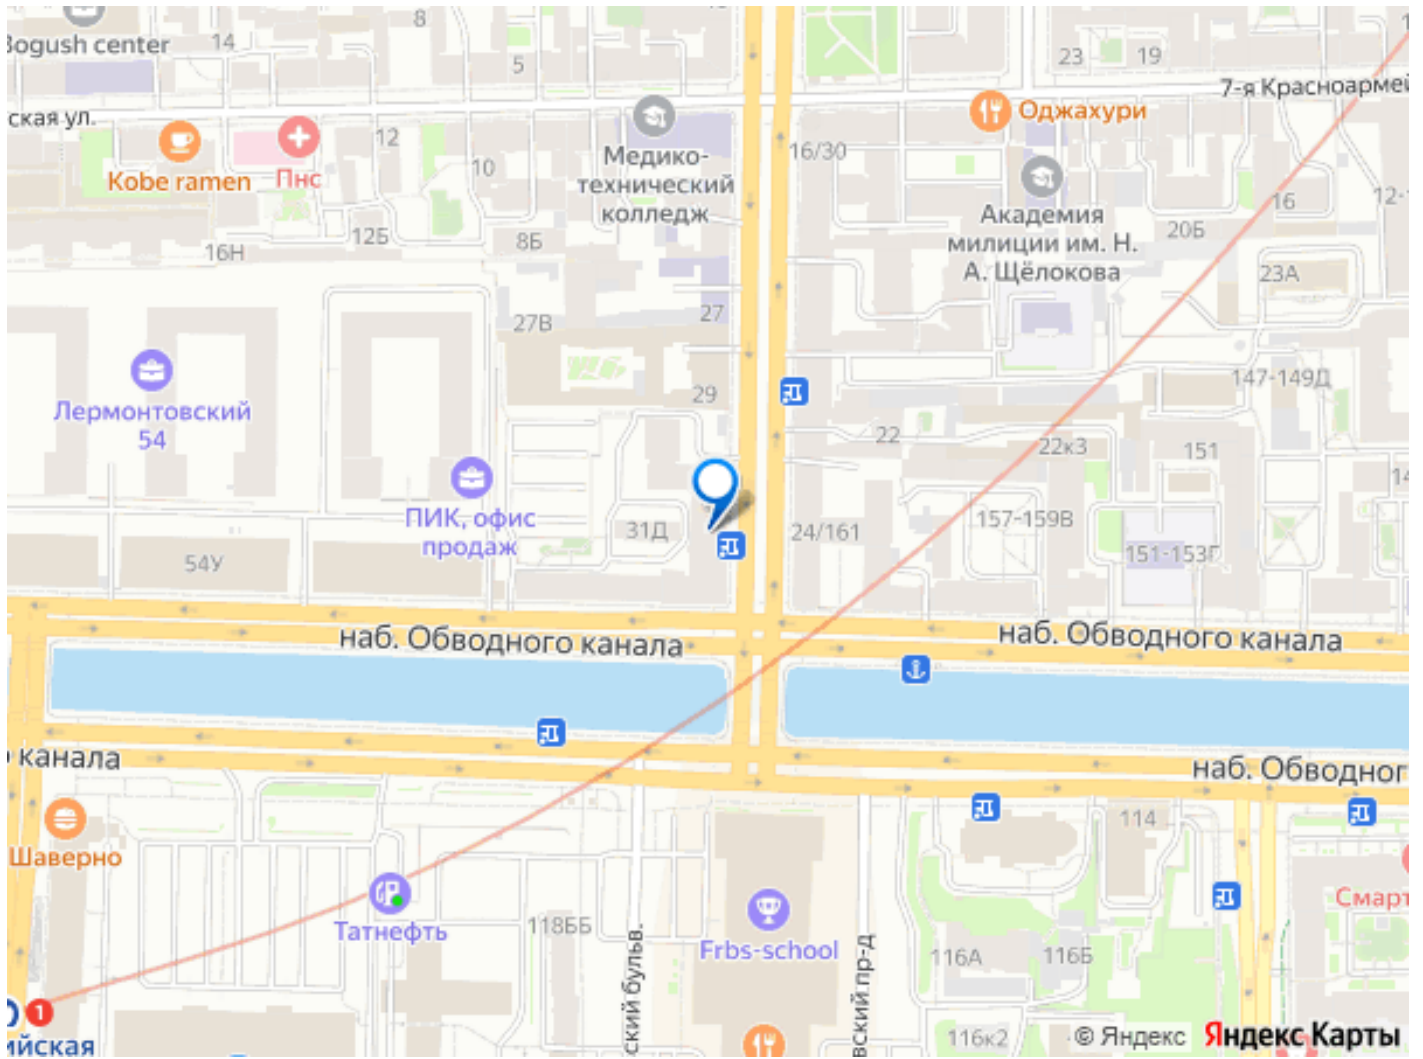 8
Bogush center
14
5
23
19
7-я Красноармей
ская ул.
Оджахури
12
Медико-
технический
колледж
16/30
Kobe ramen
Пнс
10
16
12-1
Академия
милиции им. Н.
А. Щёлокова
20Б
12Б
8Б
16Н
23А
27
27В
147-149Д
Лермонтовский
54
29
22
22к3
151
14
ПИК, офис
продаж
31Д
24/161
157-159В
151-153Г
54У
наб. Обводного канала
наб. Обводного канала
канала
наб. Обводног
114
Шаверно
Смарт
Татнефть
118ББ
Frbs-school
ский бульв.
вский пр-д
116А
116Б
1
ийская
116к2
© Яндекс
Яндекс Карты